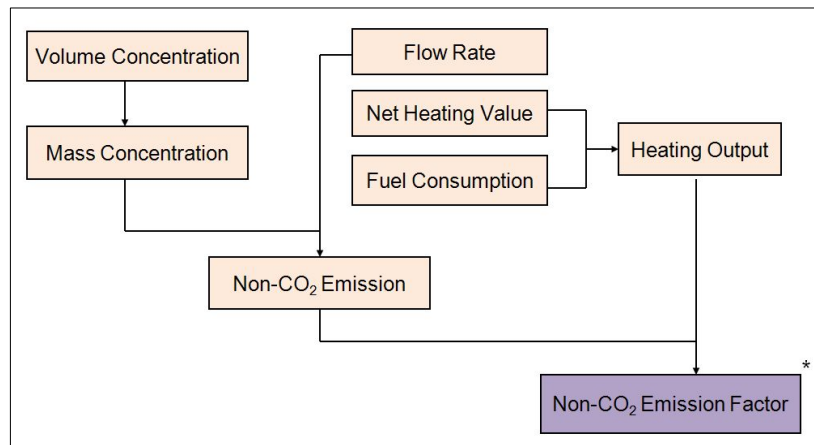 Volume Concentration
Flow Rate
Net Heating Value
Mass Concentration
Heating Output
Fuel Consumption
Non-CO₂ Emission
*
Non-CO₂ Emission Factor